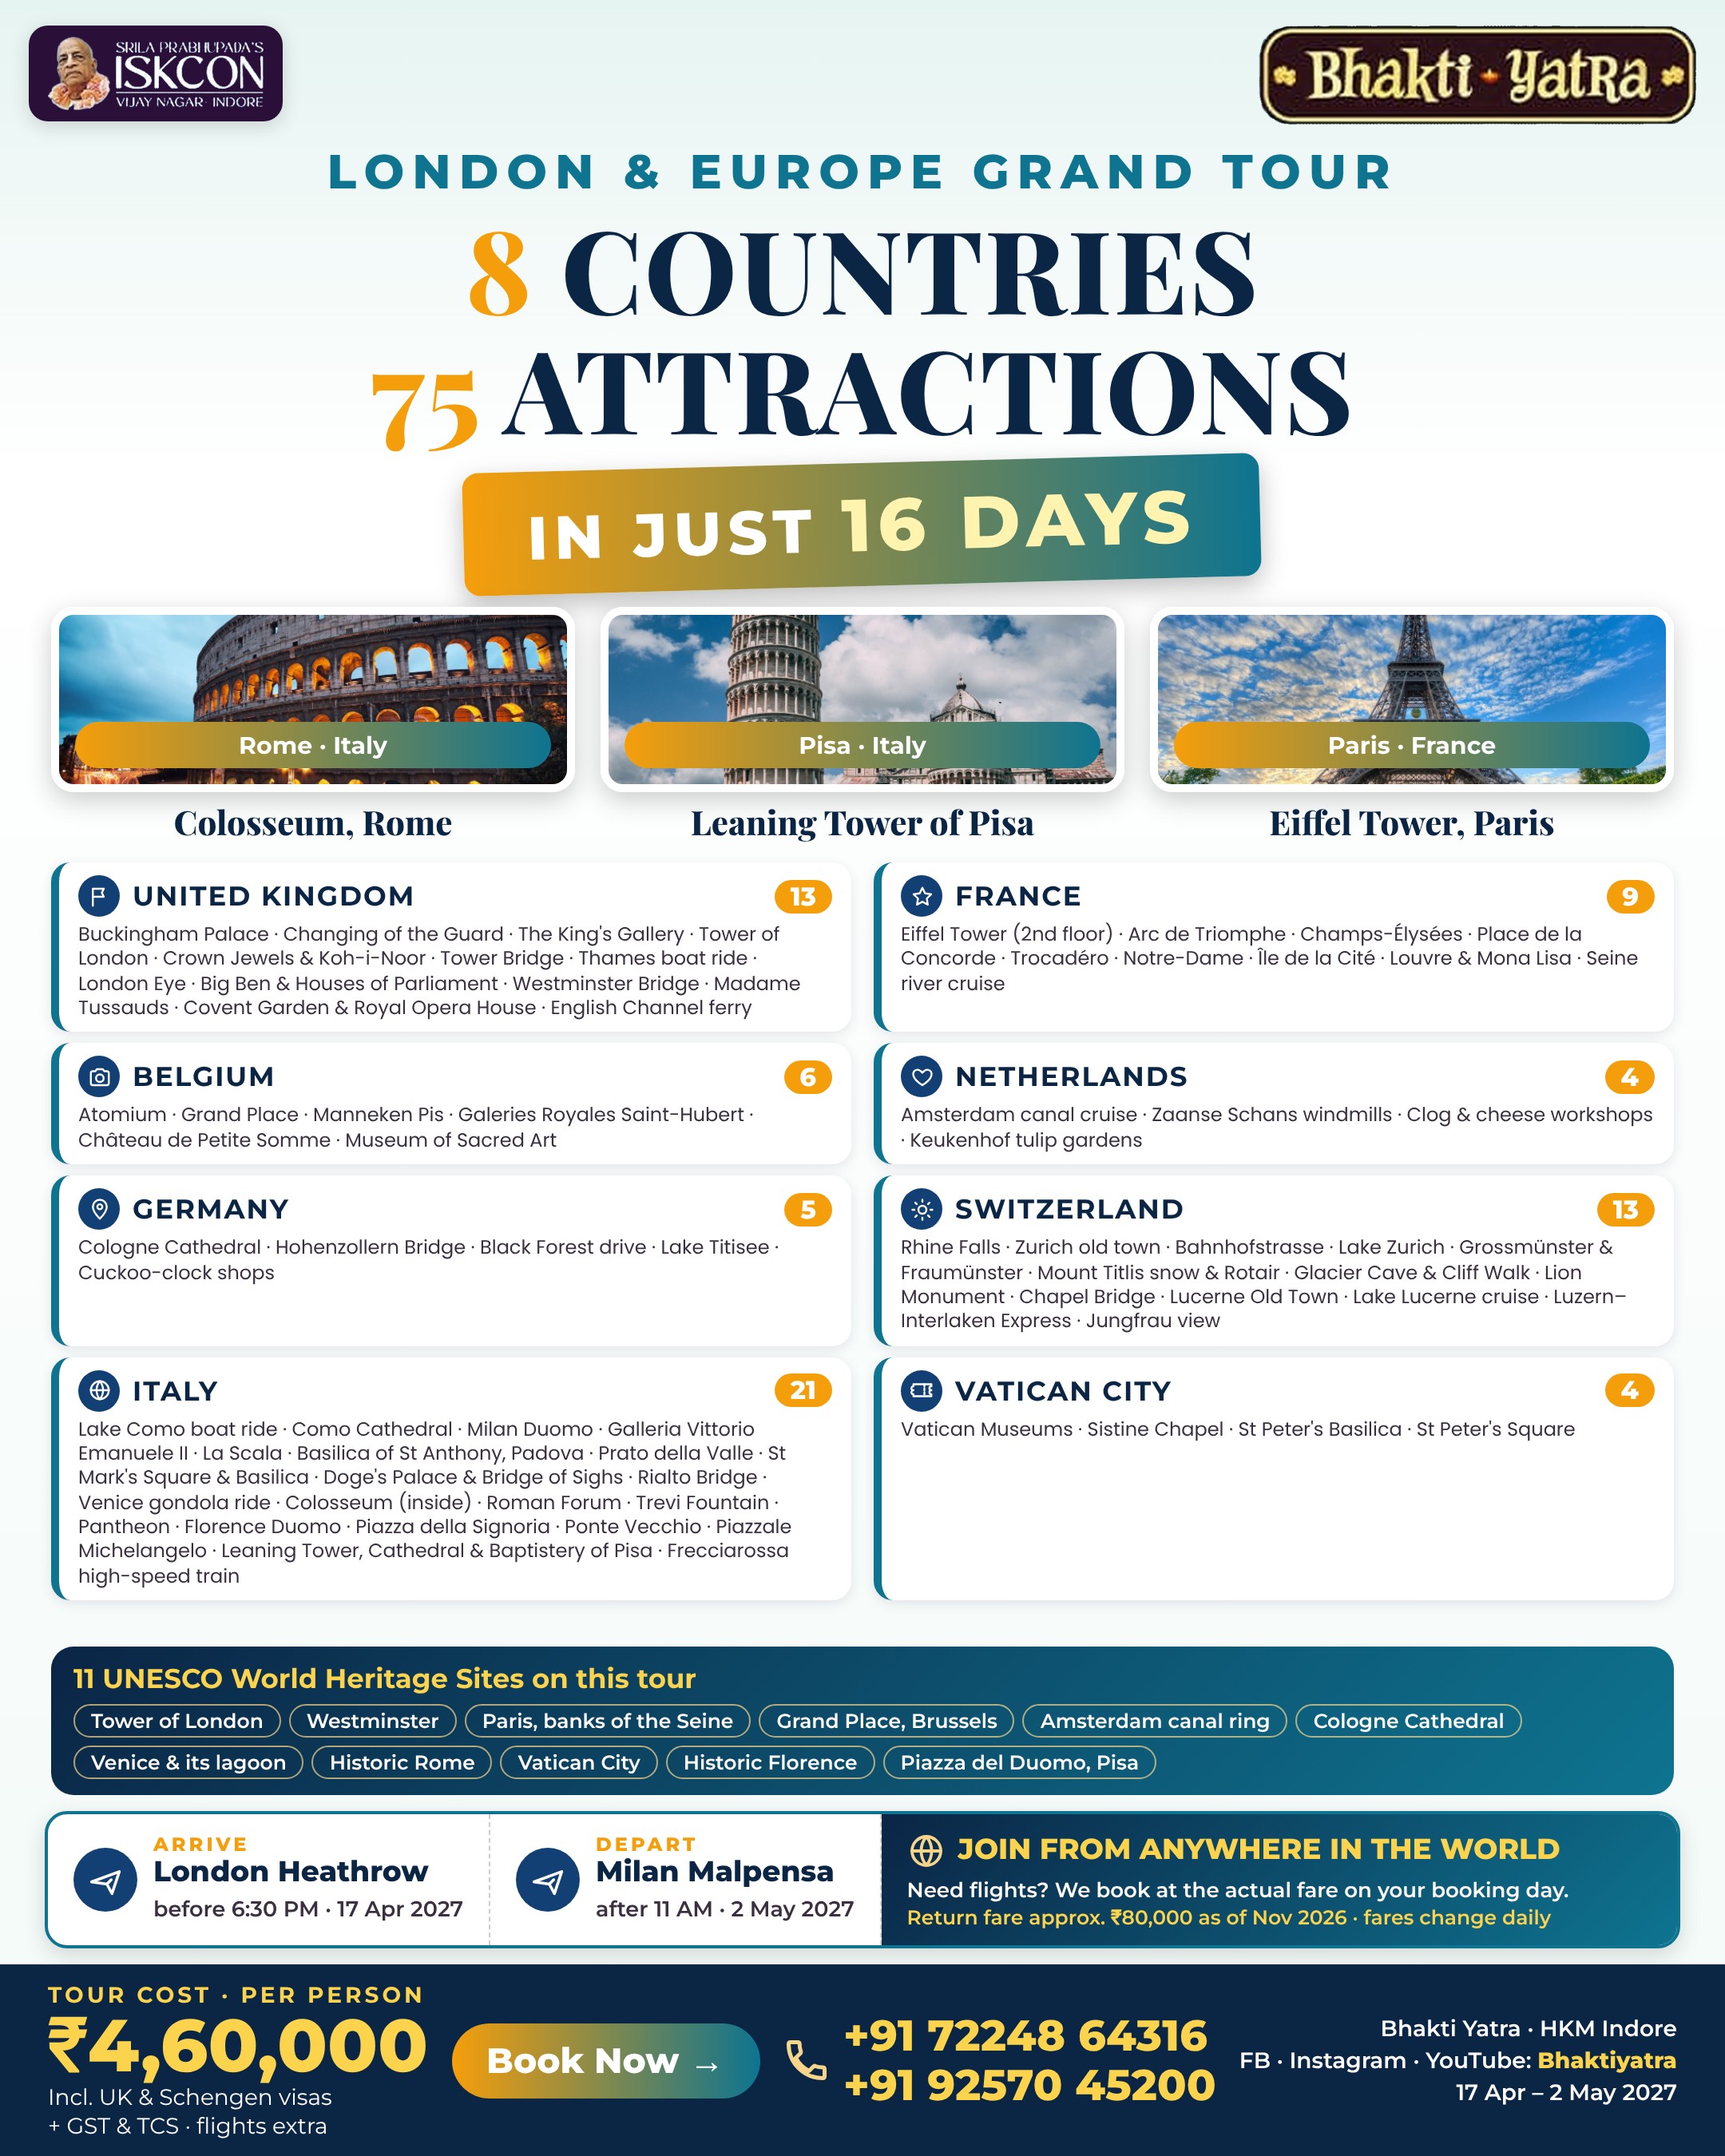 SRILA PRABHUPADA'S
ISKCON
VIJAY NAGAR · INDORE
Bhakti YatRa
LONDON & EUROPE GRAND TOUR
8 COUNTRIES
75 ATTRACTIONS
IN JUST 16 DAYS
Rome · Italy
Pisa · Italy
Paris · France
Colosseum, Rome
Leaning Tower of Pisa
Eiffel Tower, Paris
UNITED KINGDOM 13
Buckingham Palace · Changing of the Guard · The King's Gallery · Tower of
London · Crown Jewels & Koh-i-Noor · Tower Bridge · Thames boat ride ·
London Eye · Big Ben & Houses of Parliament · Westminster Bridge · Madame
Tussauds · Covent Garden & Royal Opera House · English Channel ferry
FRANCE 9
Eiffel Tower (2nd floor) · Arc de Triomphe · Champs-Élysées · Place de la
Concorde · Trocadéro · Notre-Dame · Île de la Cité · Louvre & Mona Lisa · Seine
river cruise
BELGIUM 6
Atomium · Grand Place · Manneken Pis · Galeries Royales Saint-Hubert ·
Château de Petite Somme · Museum of Sacred Art
NETHERLANDS 4
Amsterdam canal cruise · Zaanse Schans windmills · Clog & cheese workshops
· Keukenhof tulip gardens
GERMANY 5
Cologne Cathedral · Hohenzollern Bridge · Black Forest drive · Lake Titisee ·
Cuckoo-clock shops
SWITZERLAND 13
Rhine Falls · Zurich old town · Bahnhofstrasse · Lake Zurich · Grossmünster &
Fraumünster · Mount Titlis snow & Rotair · Glacier Cave & Cliff Walk · Lion
Monument · Chapel Bridge · Lucerne Old Town · Lake Lucerne cruise · Luzern–
Interlaken Express · Jungfrau view
ITALY 21
Lake Como boat ride · Como Cathedral · Milan Duomo · Galleria Vittorio
Emanuele II · La Scala · Basilica of St Anthony, Padova · Prato della Valle · St
Mark's Square & Basilica · Doge's Palace & Bridge of Sighs · Rialto Bridge ·
Venice gondola ride · Colosseum (inside) · Roman Forum · Trevi Fountain ·
Pantheon · Florence Duomo · Piazza della Signoria · Ponte Vecchio · Piazzale
Michelangelo · Leaning Tower, Cathedral & Baptistery of Pisa · Frecciarossa
high-speed train
VATICAN CITY 4
Vatican Museums · Sistine Chapel · St Peter's Basilica · St Peter's Square
11 UNESCO World Heritage Sites on this tour
Tower of London Westminster Paris, banks of the Seine Grand Place, Brussels Amsterdam canal ring Cologne Cathedral
Venice & its lagoon Historic Rome Vatican City Historic Florence Piazza del Duomo, Pisa
ARRIVE
London Heathrow
before 6:30 PM · 17 Apr 2027
DEPART
Milan Malpensa
after 11 AM · 2 May 2027
JOIN FROM ANYWHERE IN THE WORLD
Need flights? We book at the actual fare on your booking day.
Return fare approx. ₹80,000 as of Nov 2026 · fares change daily
TOUR COST · PER PERSON
₹4,60,000
Incl. UK & Schengen visas
+ GST & TCS · flights extra
Book Now →
+91 72248 64316
+91 92570 45200
Bhakti Yatra · HKM Indore
FB · Instagram · YouTube: Bhaktiyatra
17 Apr – 2 May 2027